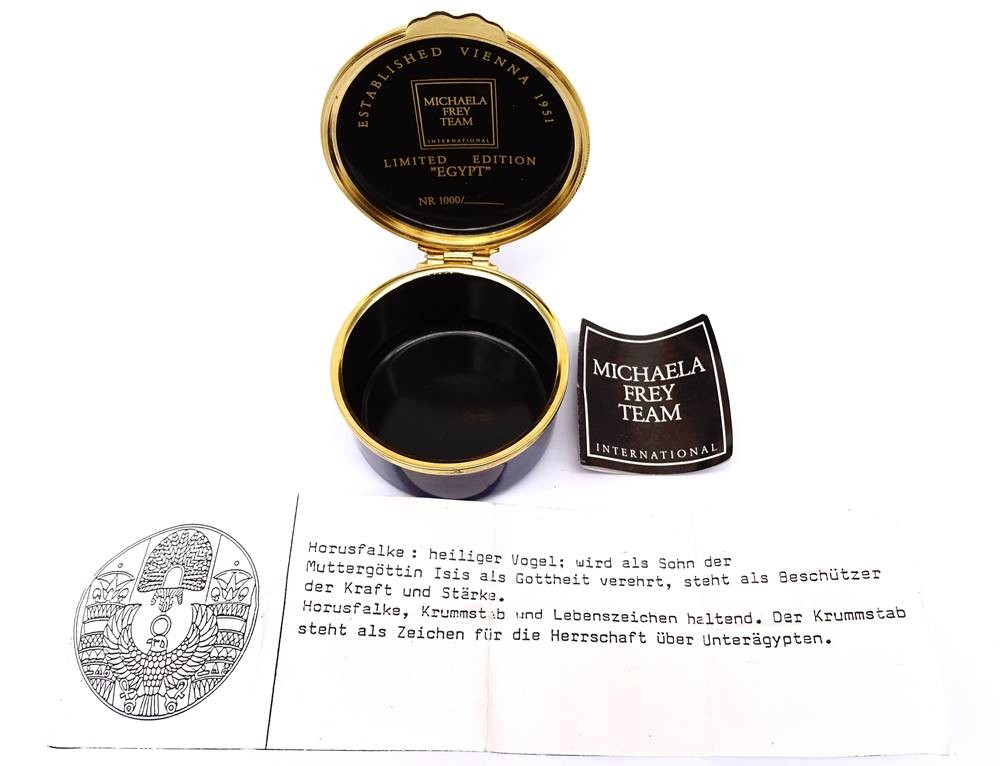 ESTABLISHED VIENNA 1951
MICHAELA
FREY
TEAM
INTERNATIONAL
LIMITED EDITION
"EGYPT"
NR 1000/
MICHAELA
FREY
TEAM
INTERNATIONAL
Horusfalke : heiliger Vogel; wird als Sohn der
Muttergöttin Isis als Gottheit verehrt, steht als Beschützer
der Kraft und Stärke.
Horusfalke, Krummstab und Lebenszeichen haltend. Der Krummstab
steht als Zeichen für die Herrschaft über Unterägypten.